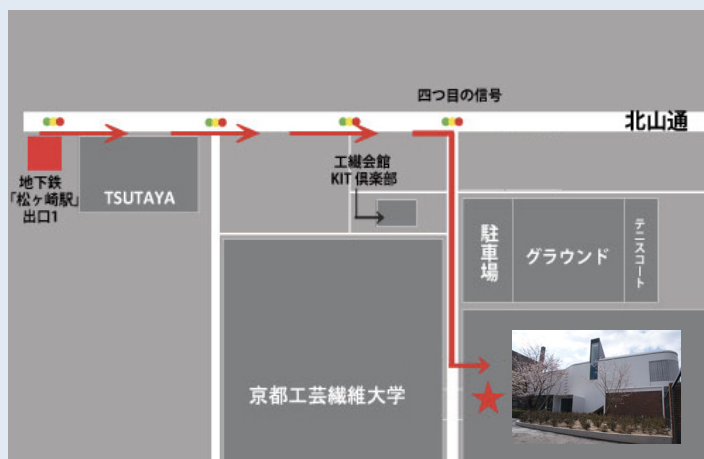 四つ目の信号
北山通
地下鉄
「松ヶ崎駅」
出口1
TSUTAYA
工繊会館
KIT 倶楽部
駐車場
グラウンド
テニスコート
京都工芸繊維大学